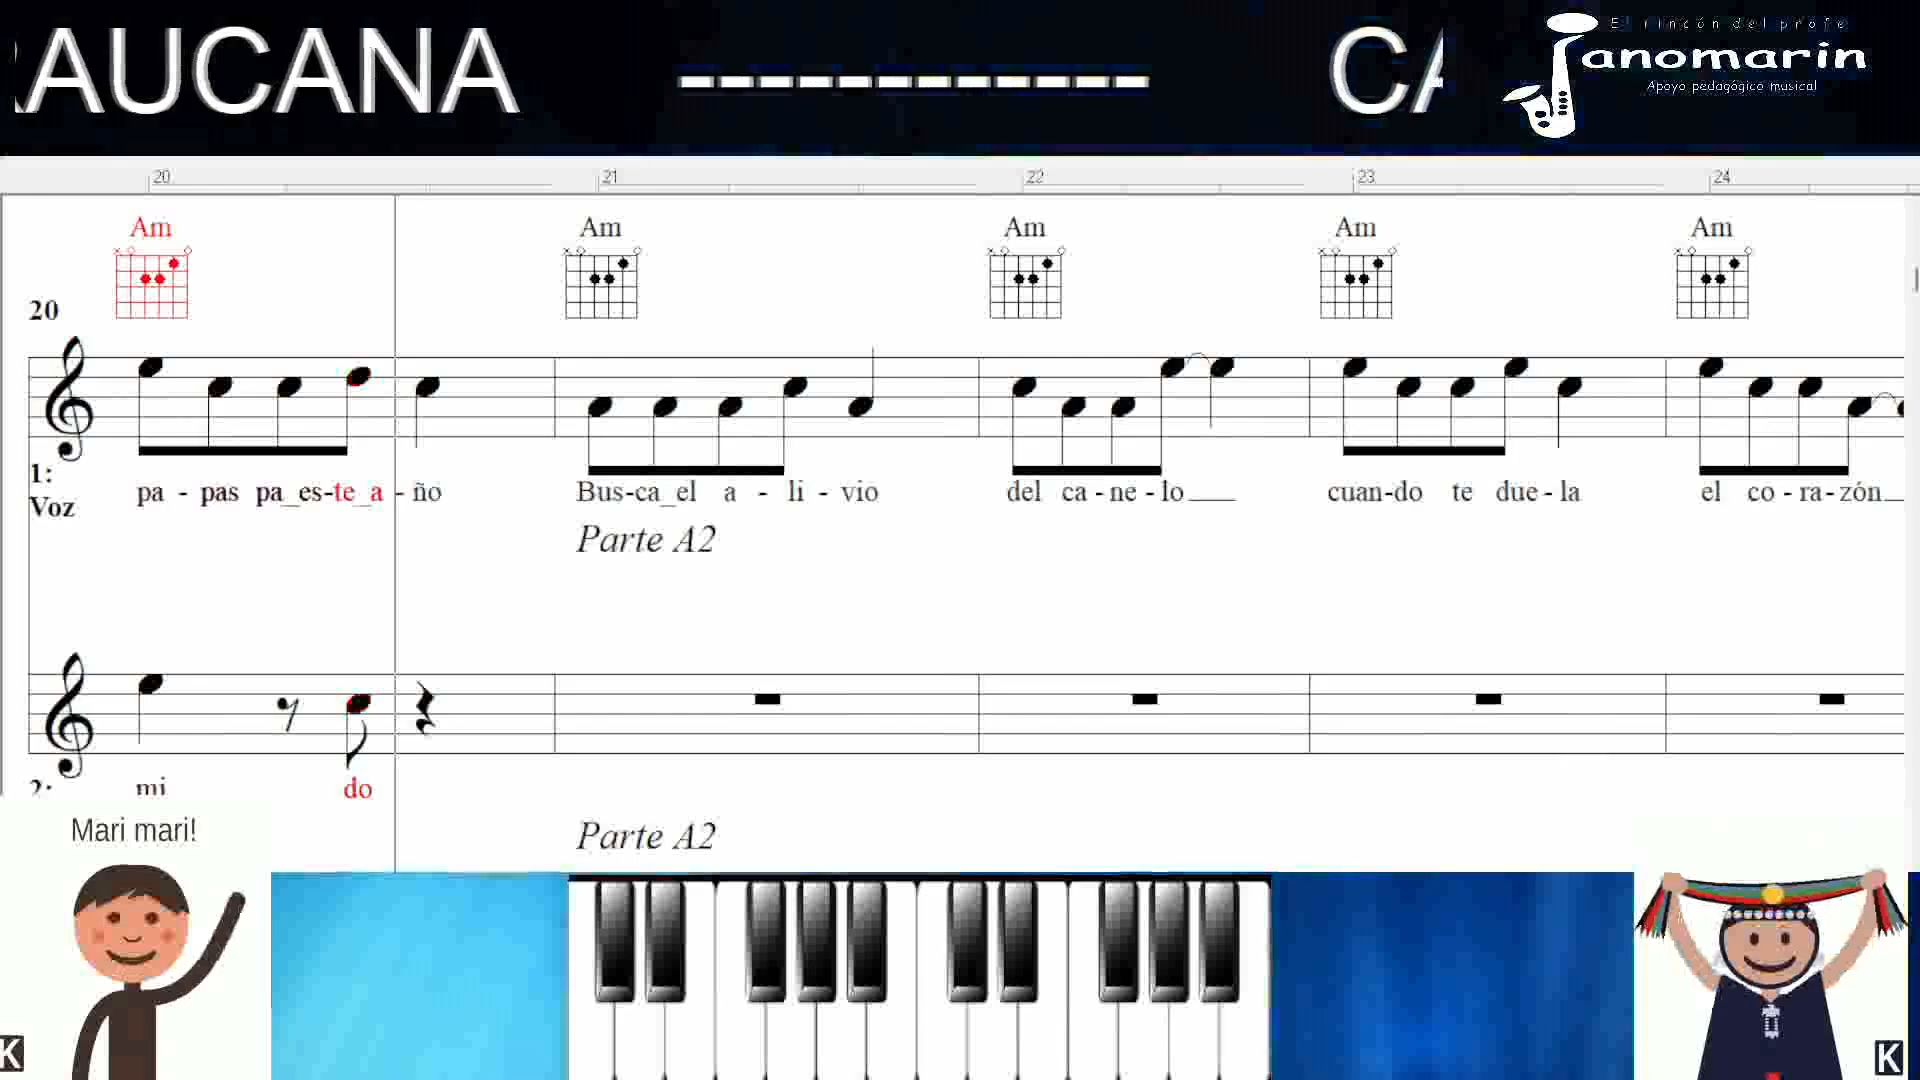 AUCANA ------------ CA
El rincón del profe
Janomarin
Apoyo pedagógico musical
20 21 22 23 24
Am Am Am Am Am
20
1:
Voz
pa - pas pa_es-te_a - ño Bus-ca_el a - li - vio del ca - ne - lo cuan-do te due - la el co - ra - zón
Parte A2
2: mi do
Parte A2
Mari mari!
K
K